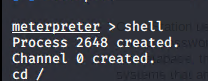 meterpreter > shell
Process 2648 created.
Channel 0 created.
cd /